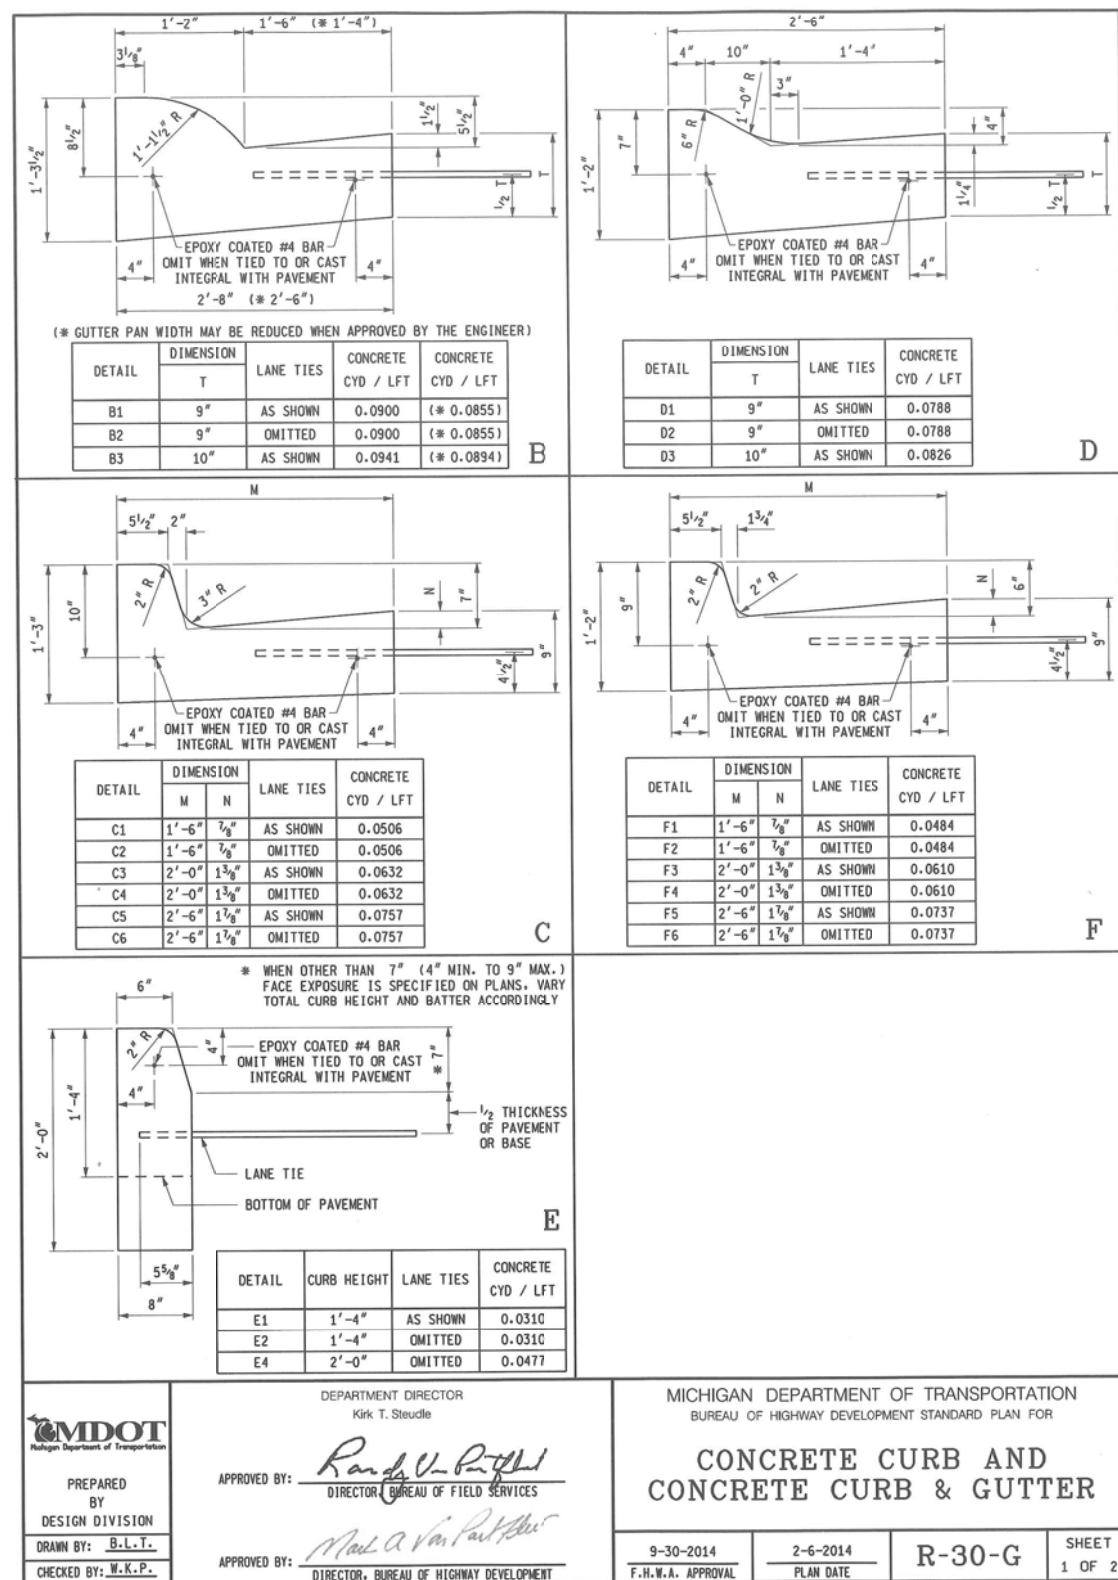 1'-2" 1'-6" (* 1'-4")
3 1/8"
8 1/2"
1'-3 1/2"
1'-1 1/2" R
1 1/2"
5 1/2"
T
1/2 T
EPOXY COATED #4 BAR
OMIT WHEN TIED TO OR CAST
INTEGRAL WITH PAVEMENT
4" 4"
2'-8" (* 2'-6")
(* GUTTER PAN WIDTH MAY BE REDUCED WHEN APPROVED BY THE ENGINEER)
DETAIL DIMENSION LANE TIES CONCRETE CONCRETE
T CYD / LFT CYD / LFT
B1 9" AS SHOWN 0.0900 (* 0.0855)
B2 9" OMITTED 0.0900 (* 0.0855)
B3 10" AS SHOWN 0.0941 (* 0.0894)
B
2'-6"
4" 10" 1'-4"
3"
1'-0" R
6" R
7"
1'-2"
4"
1 1/4"
T
1/2 T
EPOXY COATED #4 BAR
OMIT WHEN TIED TO OR CAST
INTEGRAL WITH PAVEMENT
4" 4"
DETAIL DIMENSION LANE TIES CONCRETE
T CYD / LFT
D1 9" AS SHOWN 0.0788
D2 9" OMITTED 0.0788
D3 10" AS SHOWN 0.0826
D
M
5 1/2" 2"
2" R
3" R
10"
1'-3"
N
7"
9"
4 1/2"
EPOXY COATED #4 BAR
OMIT WHEN TIED TO OR CAST
INTEGRAL WITH PAVEMENT
4" 4"
DETAIL DIMENSION LANE TIES CONCRETE
M N CYD / LFT
C1 1'-6" 7/8" AS SHOWN 0.0506
C2 1'-6" 7/8" OMITTED 0.0506
C3 2'-0" 1 3/8" AS SHOWN 0.0632
C4 2'-0" 1 3/8" OMITTED 0.0632
C5 2'-6" 1 7/8" AS SHOWN 0.0757
C6 2'-6" 1 7/8" OMITTED 0.0757
C
M
5 1/2" 1 3/4"
2" R
2" R
9"
1'-2"
N
6"
9"
4 1/2"
EPOXY COATED #4 BAR
OMIT WHEN TIED TO OR CAST
INTEGRAL WITH PAVEMENT
4" 4"
DETAIL DIMENSION LANE TIES CONCRETE
M N CYD / LFT
F1 1'-6" 7/8" AS SHOWN 0.0484
F2 1'-6" 7/8" OMITTED 0.0484
F3 2'-0" 1 3/8" AS SHOWN 0.0610
F4 2'-0" 1 3/8" OMITTED 0.0610
F5 2'-6" 1 7/8" AS SHOWN 0.0737
F6 2'-6" 1 7/8" OMITTED 0.0737
F
* WHEN OTHER THAN 7" (4" MIN. TO 9" MAX.)
FACE EXPOSURE IS SPECIFIED ON PLANS, VARY
TOTAL CURB HEIGHT AND BATTER ACCORDINGLY
6"
2" R
4"
EPOXY COATED #4 BAR
OMIT WHEN TIED TO OR CAST
INTEGRAL WITH PAVEMENT
* 7"
4"
1'-4"
2'-0"
1/2 THICKNESS
OF PAVEMENT
OR BASE
LANE TIE
BOTTOM OF PAVEMENT
E
5 5/8"
8"
DETAIL CURB HEIGHT LANE TIES CONCRETE
CYD / LFT
E1 1'-4" AS SHOWN 0.0310
E2 1'-4" OMITTED 0.0310
E4 2'-0" OMITTED 0.0477
MDOT
Michigan Department of Transportation
PREPARED
BY
DESIGN DIVISION
DRAWN BY: B.L.T.
CHECKED BY: W.K.P.
DEPARTMENT DIRECTOR
Kirk T. Steudle
APPROVED BY:
DIRECTOR, BUREAU OF FIELD SERVICES
APPROVED BY:
DIRECTOR, BUREAU OF HIGHWAY DEVELOPMENT
MICHIGAN DEPARTMENT OF TRANSPORTATION
BUREAU OF HIGHWAY DEVELOPMENT STANDARD PLAN FOR
CONCRETE CURB AND
CONCRETE CURB & GUTTER
9-30-2014
F.H.W.A. APPROVAL
2-6-2014
PLAN DATE
R-30-G
SHEET
1 OF 2